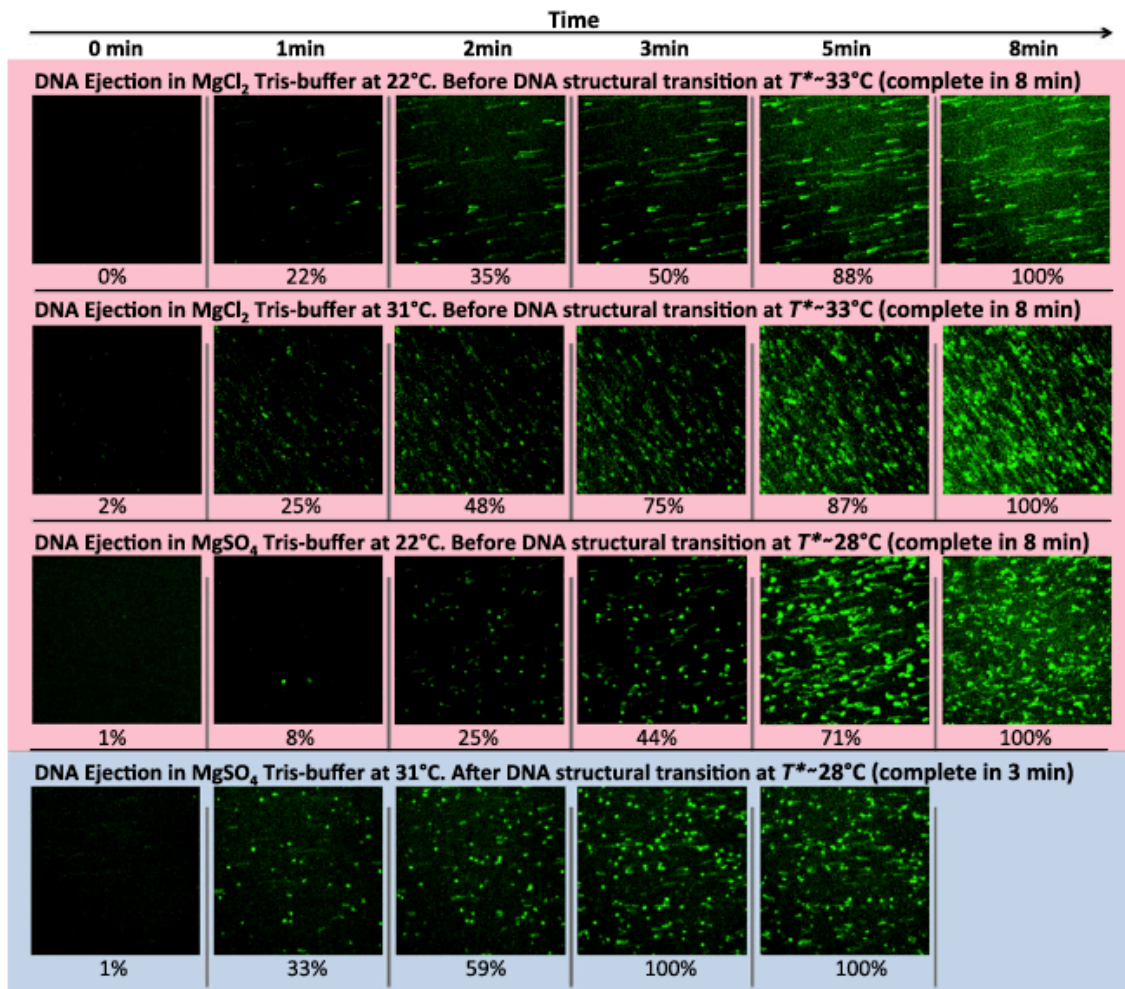 Time
0 min 1min 2min 3min 5min 8min
DNA Ejection in MgCl₂ Tris-buffer at 22°C. Before DNA structural transition at T*~33°C (complete in 8 min)
0% 22% 35% 50% 88% 100%
DNA Ejection in MgCl₂ Tris-buffer at 31°C. Before DNA structural transition at T*~33°C (complete in 8 min)
2% 25% 48% 75% 87% 100%
DNA Ejection in MgSO₄ Tris-buffer at 22°C. Before DNA structural transition at T*~28°C (complete in 8 min)
1% 8% 25% 44% 71% 100%
DNA Ejection in MgSO₄ Tris-buffer at 31°C. After DNA structural transition at T*~28°C (complete in 3 min)
1% 33% 59% 100% 100%